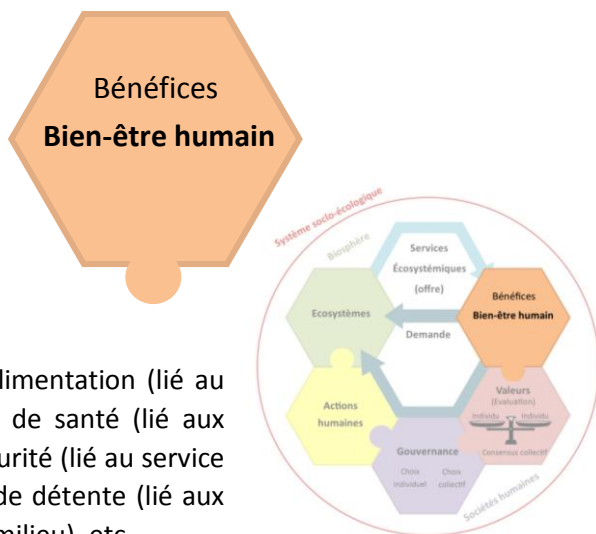 Bénéfices
Bien-être humain
Système socio-écologique
Biosphère
Services
Écosystémiques
(offre)
Ecosystèmes
Bénéfices
Bien-être humain
Demande
Actions
humaines
Valeurs
(Evaluation)
Individu Individu
Consensus collectif
Gouvernance
Choix Choix
individuel collectif
Sociétés humaines
limentation (lié au
de santé (lié aux
urité (lié au service
de détente (lié aux
milieu), etc.